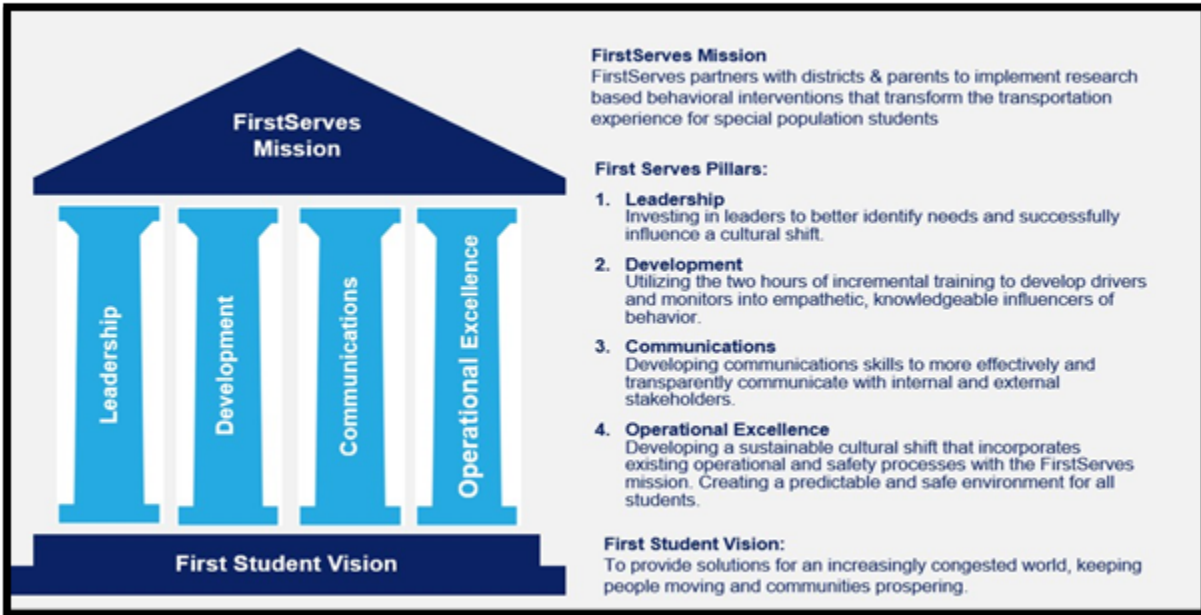 FirstServes
Mission
Leadership
Development
Communications
Operational Excellence
First Student Vision
FirstServes Mission
FirstServes partners with districts & parents to implement research
based behavioral interventions that transform the transportation
experience for special population students
First Serves Pillars:
1. Leadership
Investing in leaders to better identify needs and successfully
influence a cultural shift.
2. Development
Utilizing the two hours of incremental training to develop drivers
and monitors into empathetic, knowledgeable influencers of
behavior.
3. Communications
Developing communications skills to more effectively and
transparently communicate with internal and external
stakeholders.
4. Operational Excellence
Developing a sustainable cultural shift that incorporates
existing operational and safety processes with the FirstServes
mission. Creating a predictable and safe environment for all
students.
First Student Vision:
To provide solutions for an increasingly congested world, keeping
people moving and communities prospering.